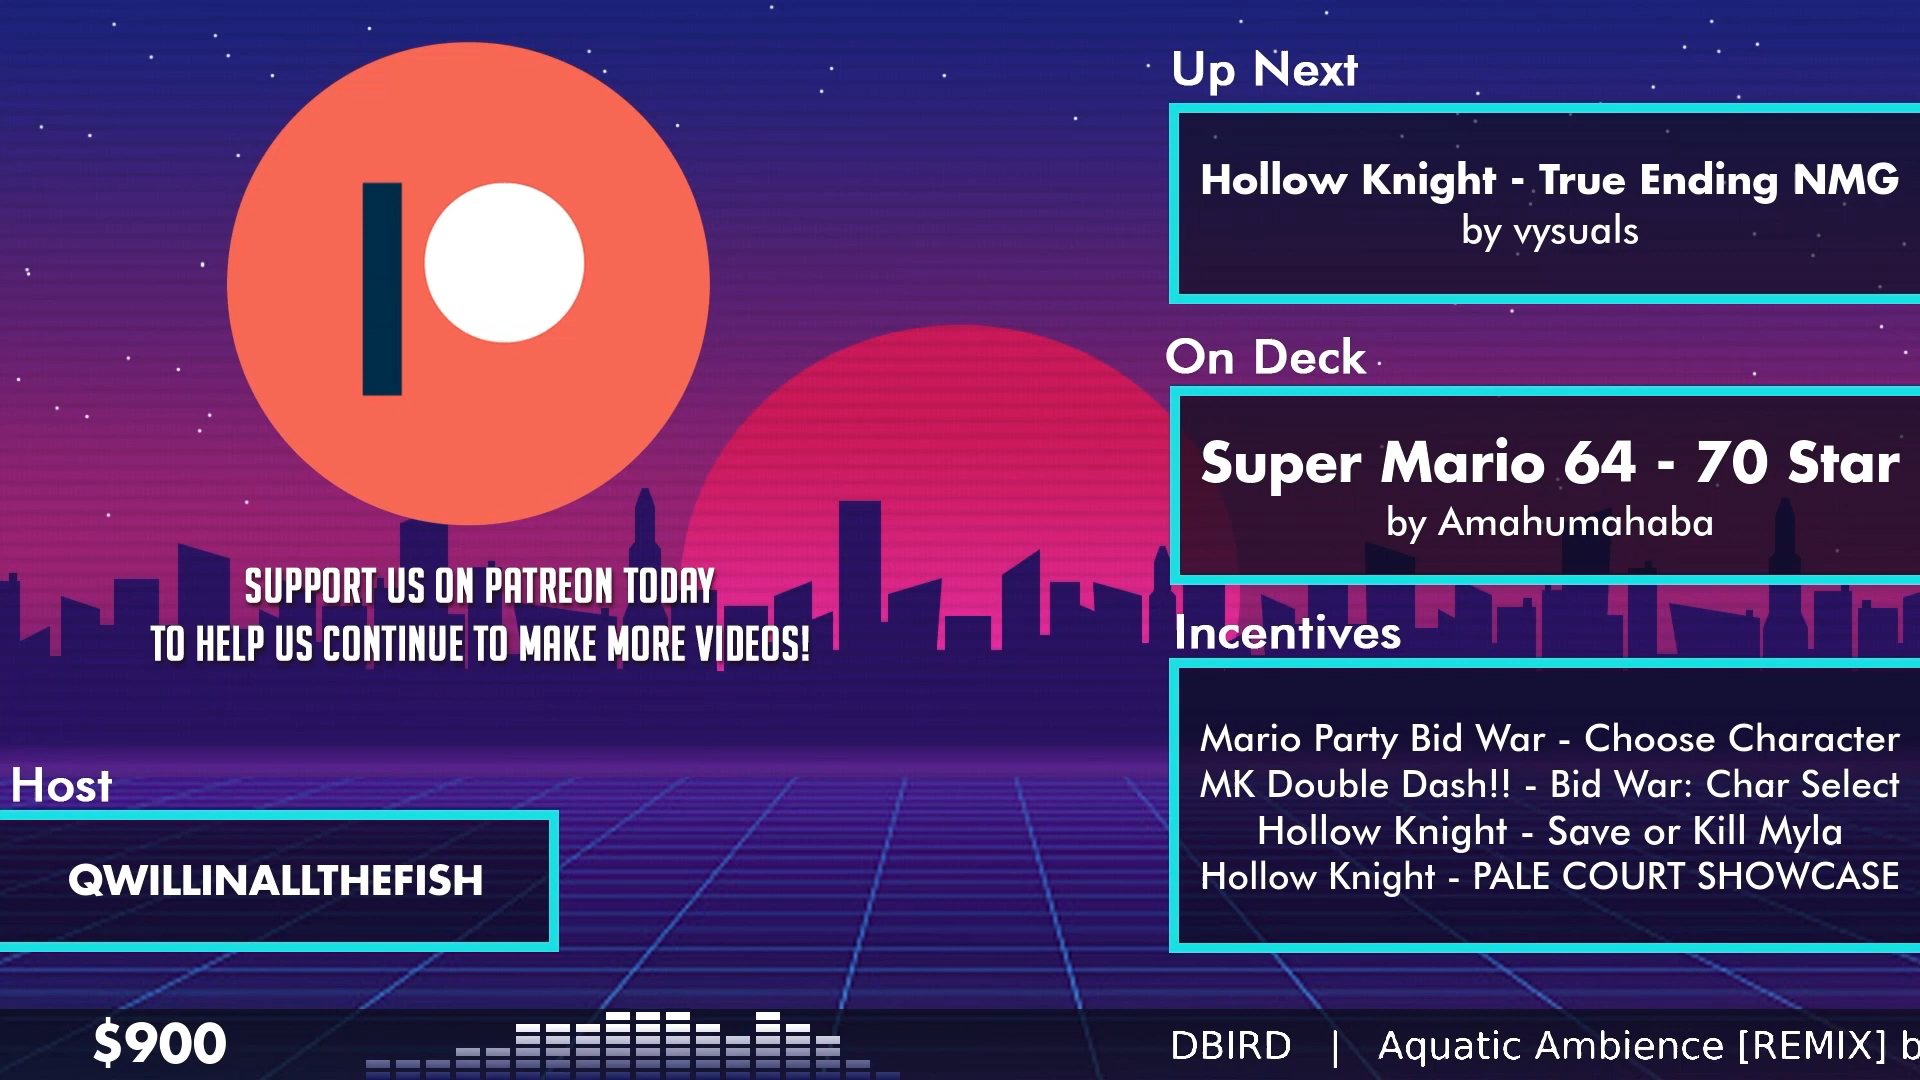 Up Next
Hollow Knight - True Ending NMG
by vysuals
On Deck
Super Mario 64 - 70 Star
by Amahumahaba
SUPPORT US ON PATREON TODAY
TO HELP US CONTINUE TO MAKE MORE VIDEOS!
Incentives
Mario Party Bid War - Choose Character
MK Double Dash!! - Bid War: Char Select
Hollow Knight - Save or Kill Myla
Hollow Knight - PALE COURT SHOWCASE
Host
QWILLINALLTHEFISH
$900
DBIRD | Aquatic Ambience [REMIX] b